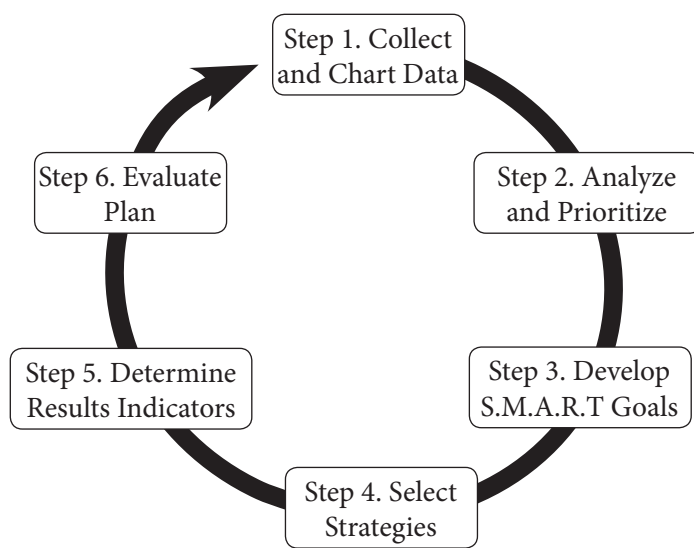 Step 1. Collect
and Chart Data
Step 2. Analyze
and Prioritize
Step 3. Develop
S.M.A.R.T Goals
Step 4. Select
Strategies
Step 5. Determine
Results Indicators
Step 6. Evaluate
Plan